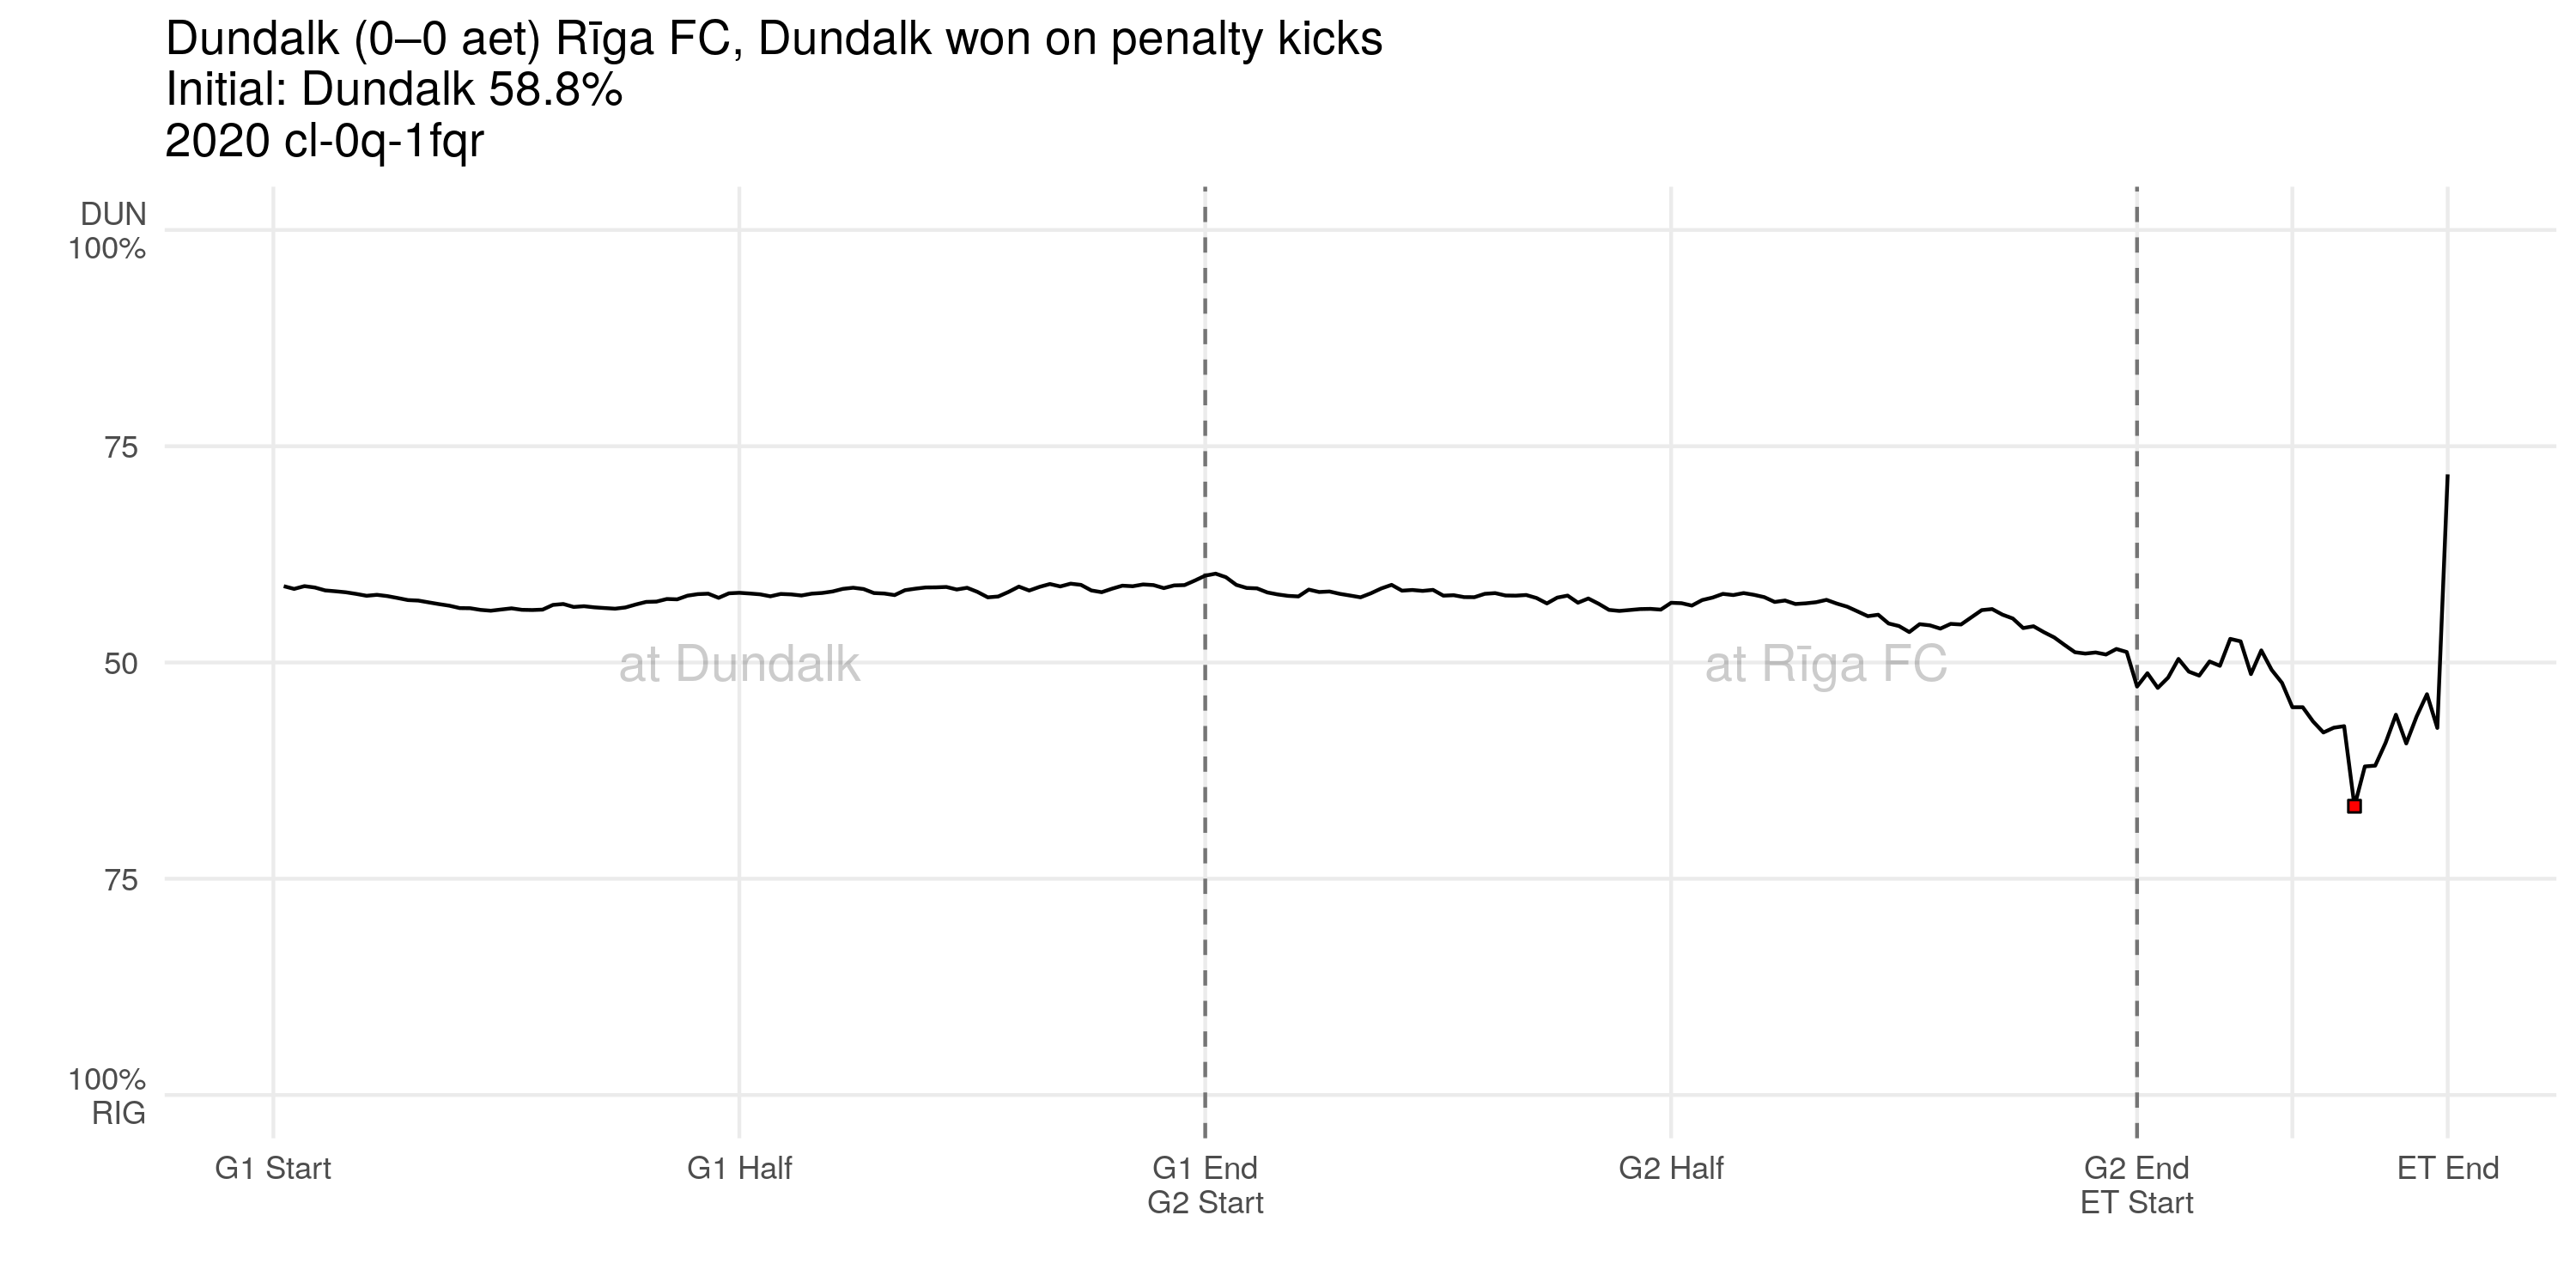 Dundalk (0–0 aet) Rīga FC, Dundalk won on penalty kicks
Initial: Dundalk 58.8%
2020 cl-0q-1fqr
DUN
100%
75
50
75
100%
RIG
at Dundalk
at Rīga FC
G1 Start
G1 Half
G1 End
G2 Start
G2 Half
G2 End
ET Start
ET End